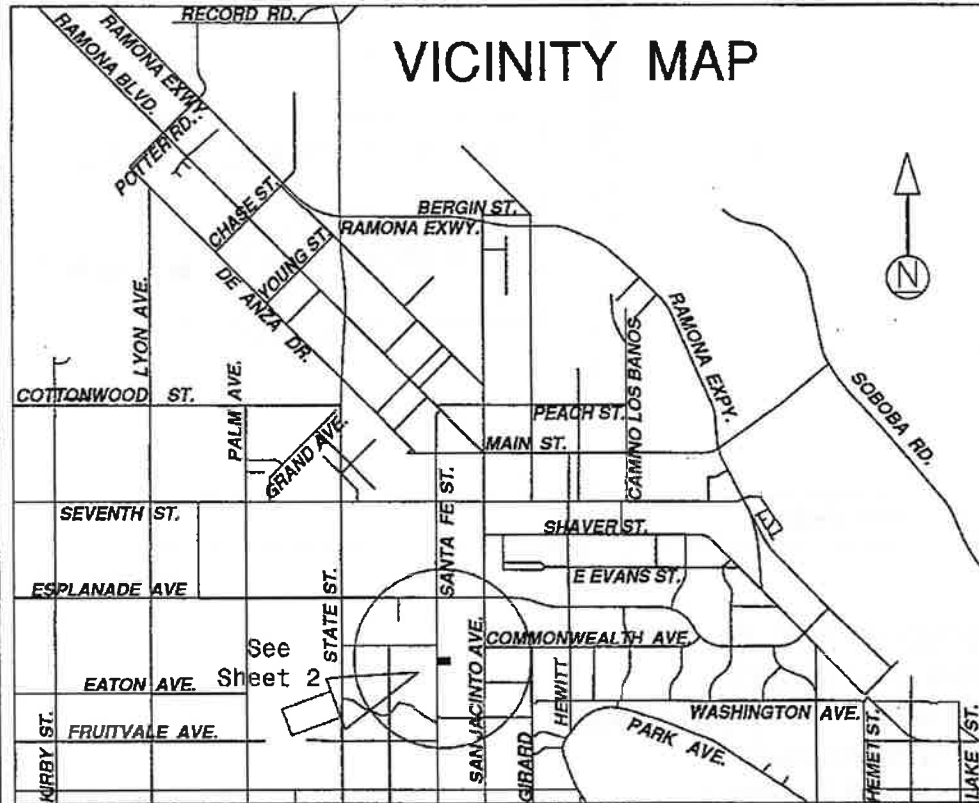 RECORD RD.
VICINITY MAP
RAMONA EXWY.
RAMONA BLVD.
POTTER RD.
CHASE ST.
BERGIN ST.
RAMONA EXWY.
YOUNG ST.
N
DE ANZA DR.
LYON AVE.
RAMONA EXPY.
SOBOBA RD.
COTTONWOOD ST.
PALM AVE.
GRAND AVE.
PEACH ST.
CAMINO LOS BANOS
MAIN ST.
SEVENTH ST.
SANTA FE ST.
SHAVER ST.
E EVANS ST.
ESPLANADE AVE
STATE ST.
COMMONWEALTH AVE.
See
Sheet 2
EATON AVE.
SAN JACINTO AVE.
HEWITT
WASHINGTON AVE.
PARK AVE.
FRUITVALE AVE.
KIRBY ST.
GIRARD
HEMET ST.
LAKE ST.